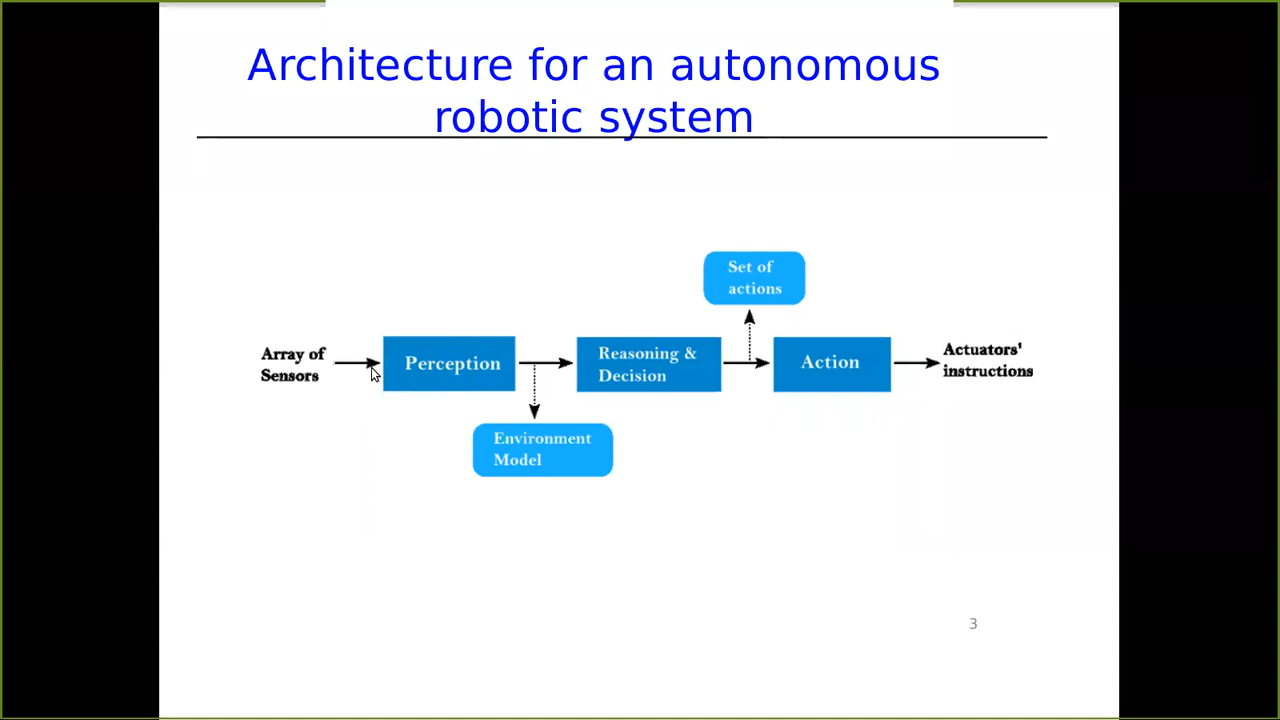 Architecture for an autonomous
robotic system
Set of
actions
Array of
Sensors
Perception
Reasoning &
Decision
Action
Actuators'
instructions
Environment
Model
3